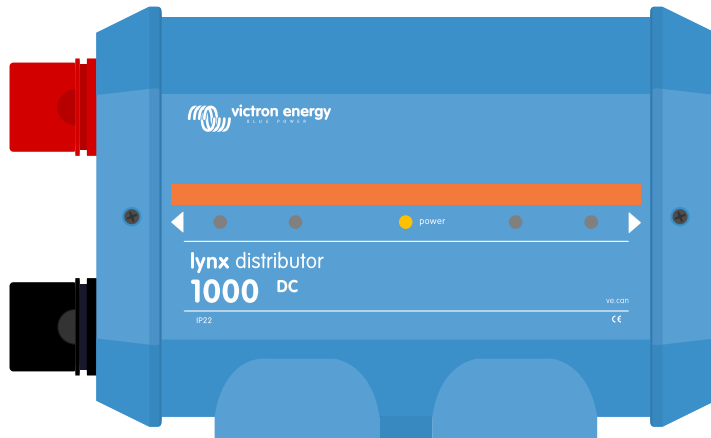 victron energy
BLUE POWER
power
lynx distributor
1000 DC
ve.can
IP22
CE